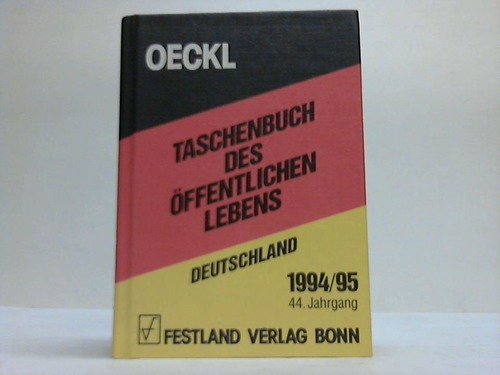 OECKL
TASCHENBUCH
DES
ÖFFENTLICHEN
LEBENS
DEUTSCHLAND
1994/95
44. Jahrgang
FESTLAND VERLAG BONN